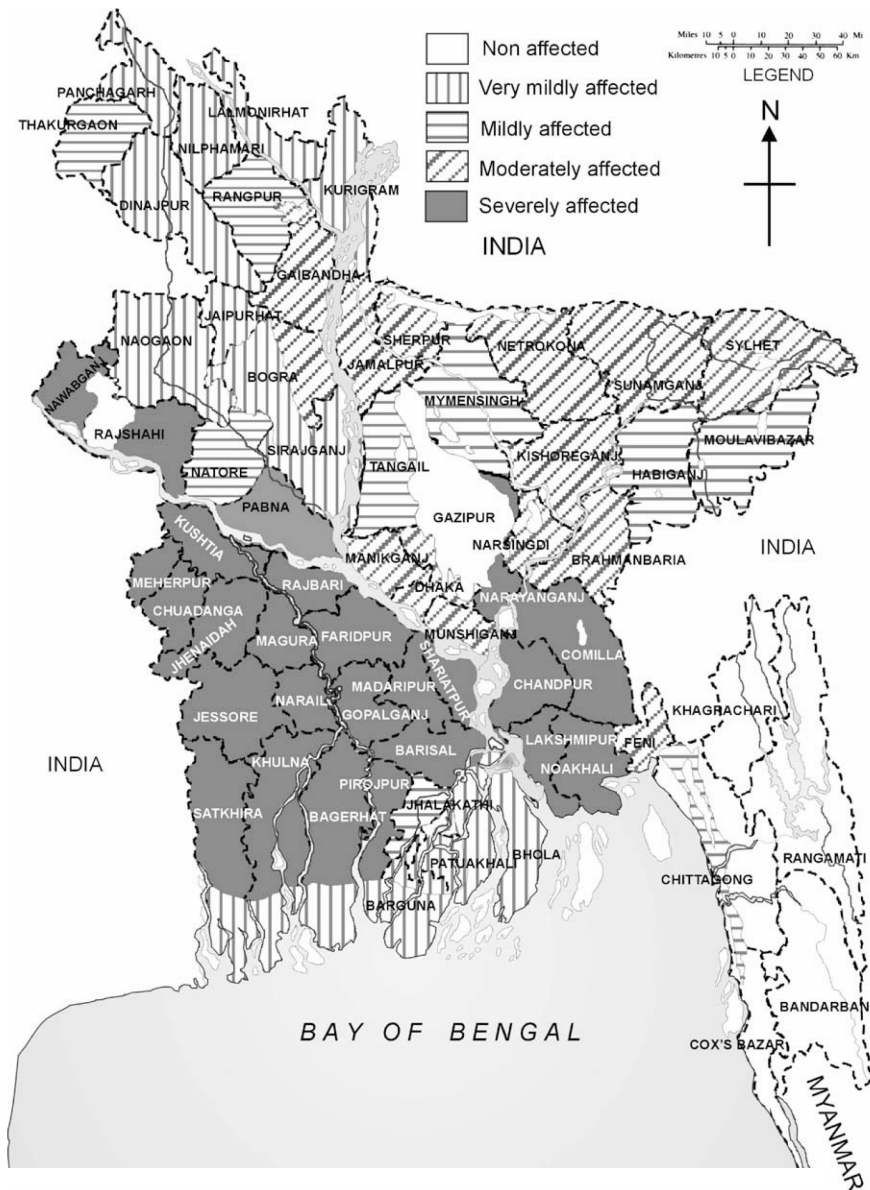 Miles 10 5 0 10 20 40 Mi
Kilometres 10 5 0 10 20 30 40 50 60 Km
LEGEND
Non affected
Very mildly affected
Mildly affected
Moderately affected
Severely affected
N
PANCHAGARH
THAKURGAON
LALMONIRHAT
NILPHAMARI
KURIGRAM
DINAJPUR
RANGPUR
INDIA
GAIBANDHA
JAIPURHAT
NAOGAON
SHERPUR
NETROKONA
SYLHET
JAMALPUR
BOGRA
SUNAMGANJ
NAWABGANJ
MYMENSINGH
RAJSHAHI
MOULAVIBAZAR
SIRAJGANJ
KISHOREGANJ
NATORE
TANGAIL
HABIGANJ
PABNA
GAZIPUR
KUSHTIA
NARSINGDI
INDIA
MANIKGANJ
BRAHMANBARIA
MEHERPUR
RAJBARI
DHAKA
NARAYANGANJ
CHUADANGA
JHENAIDAH
MAGURA
FARIDPUR
MUNSHIGANJ
COMILLA
SHARIATPUR
MADARIPUR
CHANDPUR
NARAIL
JESSORE
GOPALGANJ
KHAGRACHARI
LAKSHMIPUR
FENI
BARISAL
INDIA
KHULNA
NOAKHALI
PIROJPUR
SATKHIRA
BAGERHAT
JHALAKATHI
BHOLA
PATUAKHALI
RANGAMATI
CHITTAGONG
BARGUNA
BANDARBAN
BAY OF BENGAL
COX'S BAZAR
MYANMAR